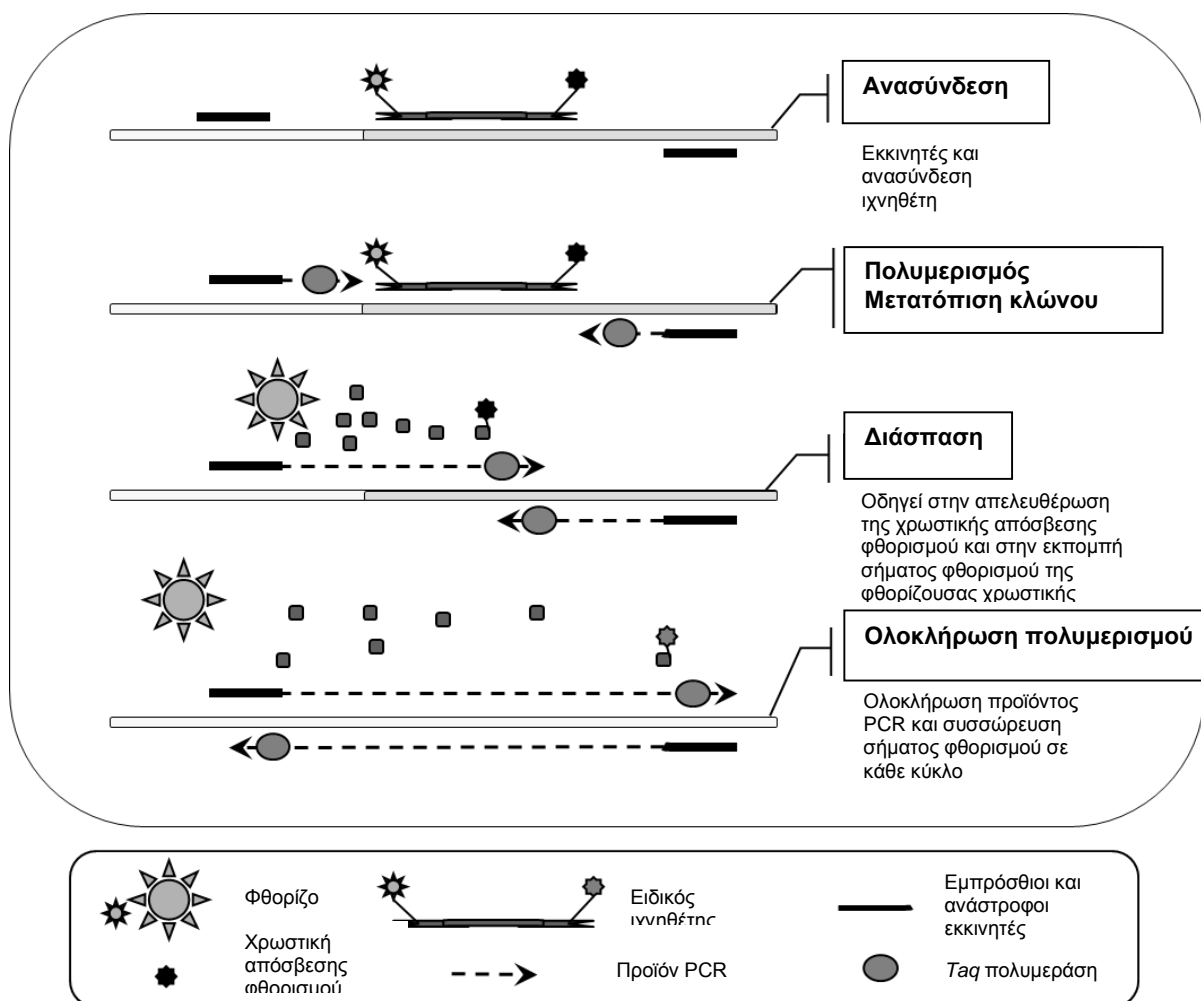 Ανασύνδεση
Εκκινητές και
ανασύνδεση
ιχνηθέτη
Πολυμερισμός
Μετατόπιση κλώνου
Διάσπαση
Οδηγεί στην απελευθέρωση
της χρωστικής απόσβεσης
φθορισμού και στην εκπομπή
σήματος φθορισμού της
φθορίζουσας χρωστικής
Ολοκλήρωση πολυμερισμού
Ολοκλήρωση προϊόντος
PCR και συσσώρευση
σήματος φθορισμού σε
κάθε κύκλο
Φθορίζο
Χρωστική
απόσβεσης
φθορισμού
Ειδικός
ιχνηθέτης
Προϊόν PCR
Εμπρόσθιοι και
ανάστροφοι
εκκινητές
Taq πολυμεράση